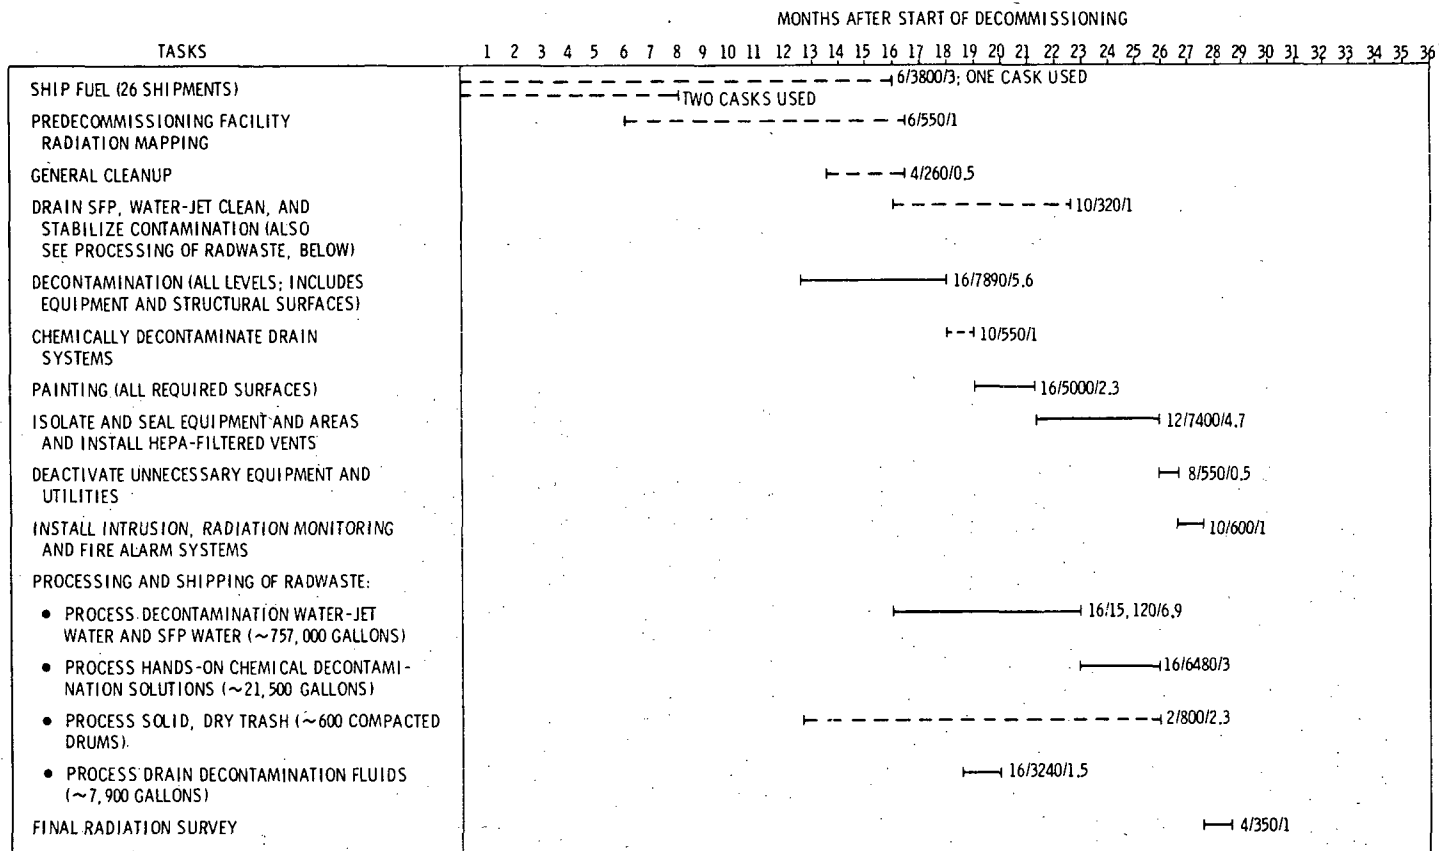 MONTHS AFTER START OF DECOMMISSIONING
TASKS 1 2 3 4 5 6 7 8 9 10 11 12 13 14 15 16 17 18 19 20 21 22 23 24 25 26 27 28 29 30 31 32 33 34 35 36
SHIP FUEL (26 SHIPMENTS) 6/3800/3; ONE CASK USED
TWO CASKS USED
PREDECOMMISSIONING FACILITY 6/550/1
RADIATION MAPPING
GENERAL CLEANUP 4/260/0.5
DRAIN SFP, WATER-JET CLEAN, AND 10/320/1
STABILIZE CONTAMINATION (ALSO
SEE PROCESSING OF RADWASTE, BELOW)
DECONTAMINATION (ALL LEVELS; INCLUDES 16/7890/5.6
EQUIPMENT AND STRUCTURAL SURFACES)
CHEMICALLY DECONTAMINATE DRAIN 10/550/1
SYSTEMS
PAINTING (ALL REQUIRED SURFACES) 16/5000/2.3
ISOLATE AND SEAL EQUIPMENT AND AREAS 12/7400/4.7
AND INSTALL HEPA-FILTERED VENTS
DEACTIVATE UNNECESSARY EQUIPMENT AND 8/550/0.5
UTILITIES
INSTALL INTRUSION, RADIATION MONITORING 10/600/1
AND FIRE ALARM SYSTEMS
PROCESSING AND SHIPPING OF RADWASTE:
• PROCESS DECONTAMINATION WATER-JET 16/15,120/6.9
WATER AND SFP WATER (~757,000 GALLONS)
• PROCESS HANDS-ON CHEMICAL DECONTAMI- 16/6480/3
NATION SOLUTIONS (~21,500 GALLONS)
• PROCESS SOLID, DRY TRASH (~600 COMPACTED 2/800/2.3
DRUMS)
• PROCESS DRAIN DECONTAMINATION FLUIDS 16/3240/1.5
(~7,900 GALLONS)
FINAL RADIATION SURVEY 4/350/1